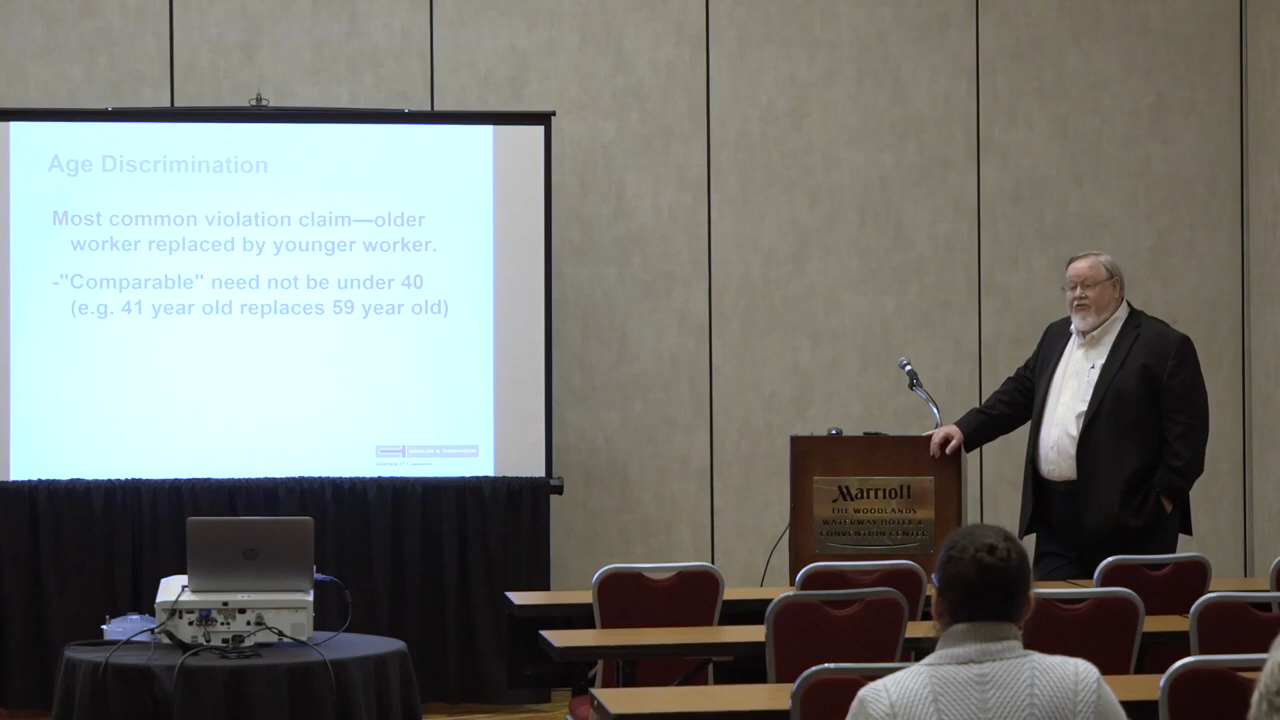 Age Discrimination
Most common violation claim—older
worker replaced by younger worker.
-"Comparable" need not be under 40
(e.g. 41 year old replaces 59 year old)
Marriott
THE WOODLANDS
WATERWAY HOTEL &
CONVENTION CENTER
hp